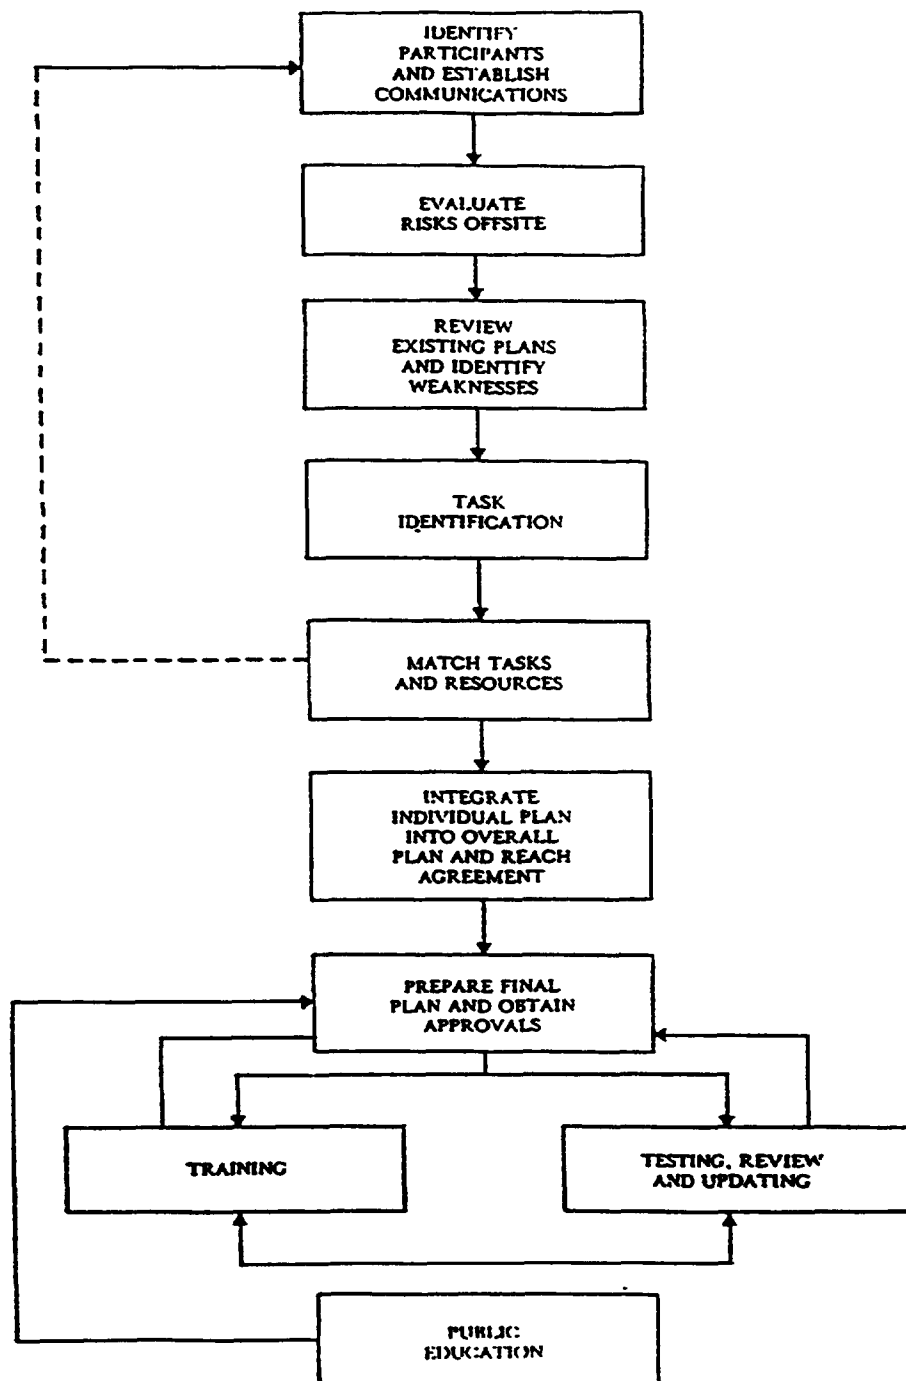 IDENTIFY
PARTICIPANTS
AND ESTABLISH
COMMUNICATIONS
EVALUATE
RISKS OFFSITE
REVIEW
EXISTING PLANS
AND IDENTIFY
WEAKNESSES
TASK
IDENTIFICATION
MATCH TASKS
AND RESOURCES
INTEGRATE
INDIVIDUAL PLAN
INTO OVERALL
PLAN AND REACH
AGREEMENT
PREPARE FINAL
PLAN AND OBTAIN
APPROVALS
TRAINING
TESTING, REVIEW
AND UPDATING
PUBLIC
EDUCATION